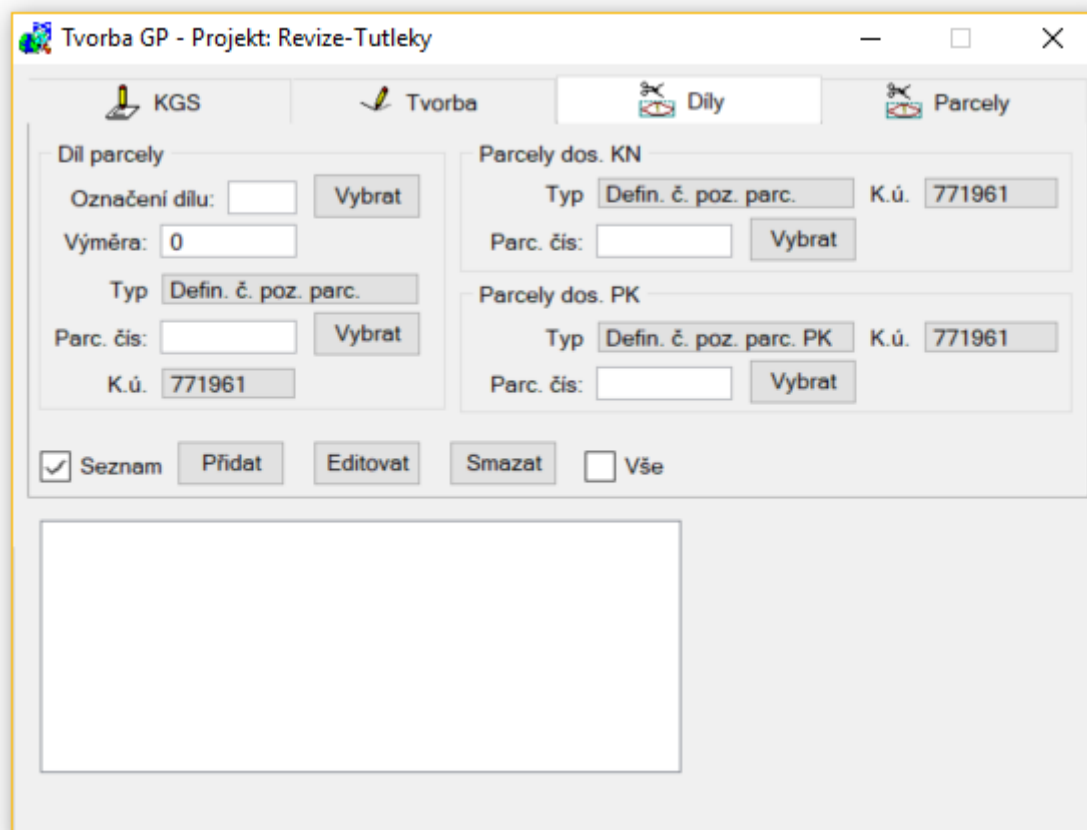 Tvorba GP - Projekt: Revize-Tutleky
KGS Tvorba Díly Parcely
Díl parcely
Označení dílu: Vybrat
Výměra: 0
Typ Defin. č. poz. parc.
Parc. čís: Vybrat
K.ú. 771961
Parcely dos. KN
Typ Defin. č. poz. parc. K.ú. 771961
Parc. čís: Vybrat
Parcely dos. PK
Typ Defin. č. poz. parc. PK K.ú. 771961
Parc. čís: Vybrat
Seznam Přidat Editovat Smazat Vše